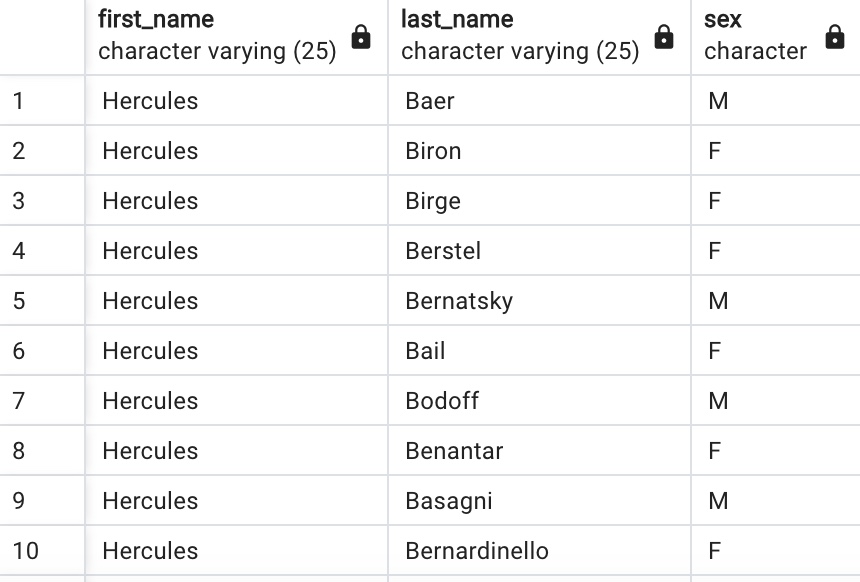 first_name last_name sex
character varying (25) character varying (25) character
1 Hercules Baer M
2 Hercules Biron F
3 Hercules Birge F
4 Hercules Berstel F
5 Hercules Bernatsky M
6 Hercules Bail F
7 Hercules Bodoff M
8 Hercules Benantar F
9 Hercules Basagni M
10 Hercules Bernardinello F